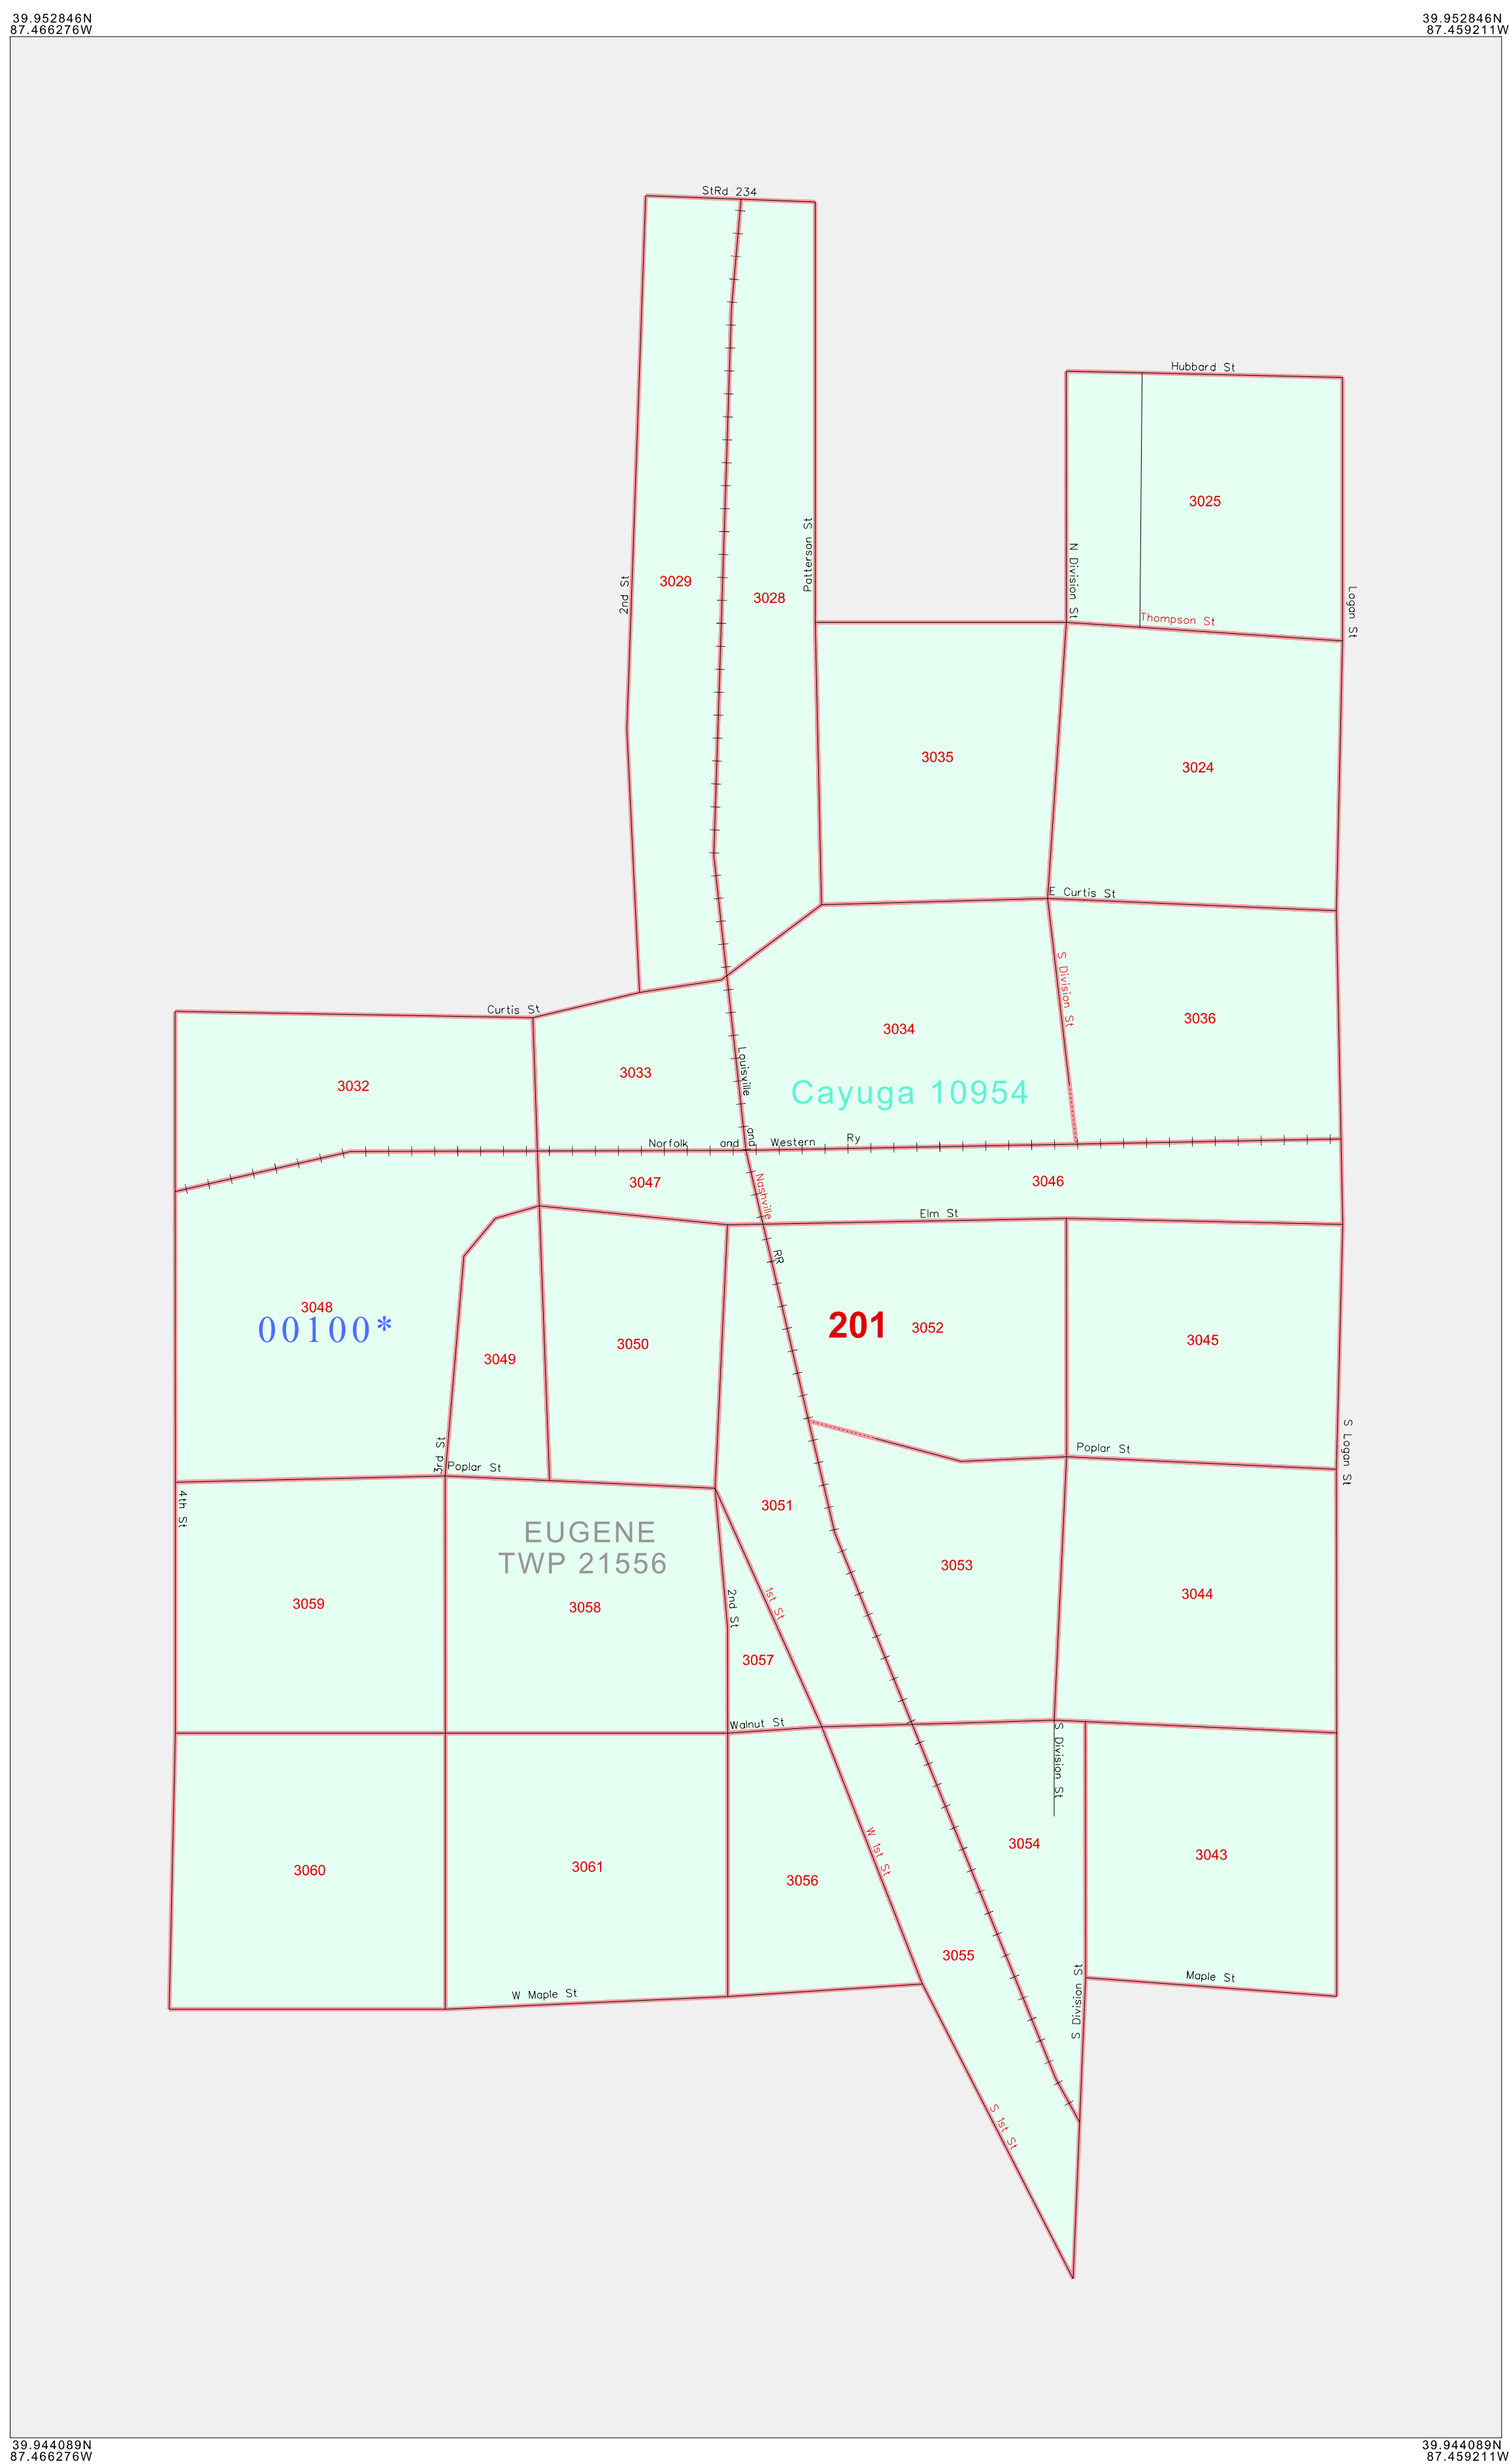 39.952846N
87.466276W
39.952846N
87.459211W
StRd 234
Hubbard St
3025
Patterson St
N Division St
2nd St
3029
3028
Logan St
Thompson St
3035
3024
E Curtis St
S Division St
Curtis St
3034
3036
3033
3032
Louisville
Cayuga 10954
Norfolk and Western Ry
and
3047
Nashville
3046
Elm St
RR
3048
00100*
201
3052
3045
3050
3049
3rd St
Poplar St
Poplar St
S Logan St
4th St
3051
EUGENE
TWP 21556
3053
3044
3059
3058
2nd St
1st St
3057
Walnut St
S Division St
3054
3043
W 1st St
3060
3061
3056
3055
S Division St
Maple St
W Maple St
S 1st St
39.944089N
87.466276W
39.944089N
87.459211W